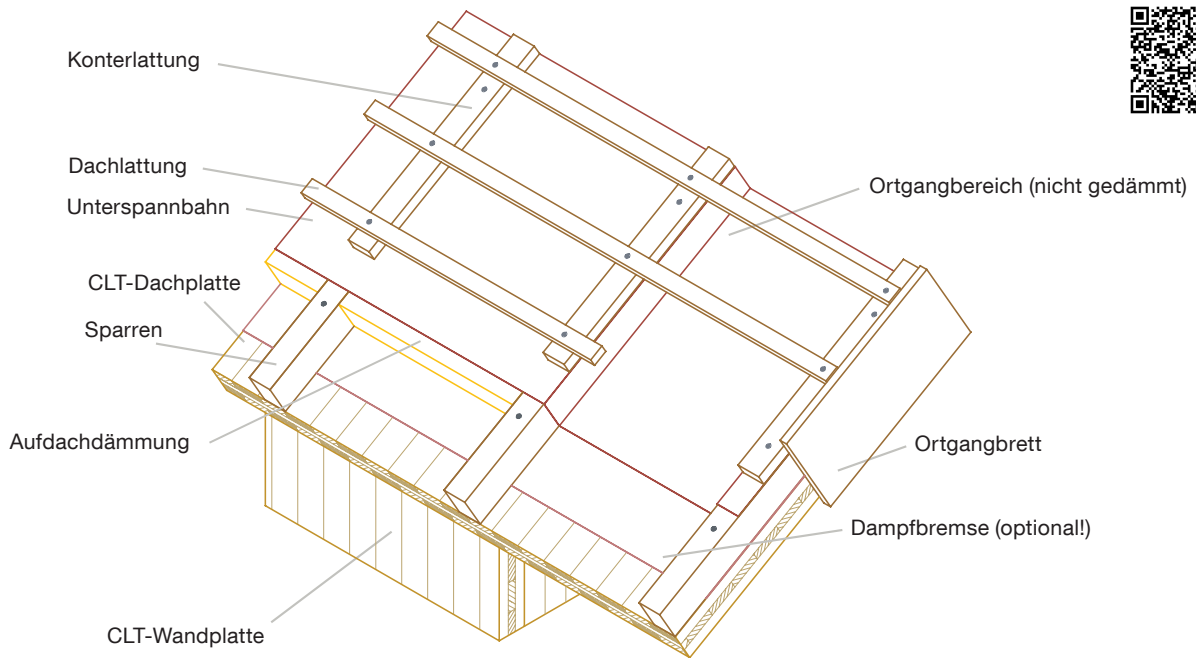 Konterlattung
Dachlattung
Unterspannbahn
CLT-Dachplatte
Sparren
Aufdachdämmung
CLT-Wandplatte
Ortgangbereich (nicht gedämmt)
Ortgangbrett
Dampfbremse (optional!)